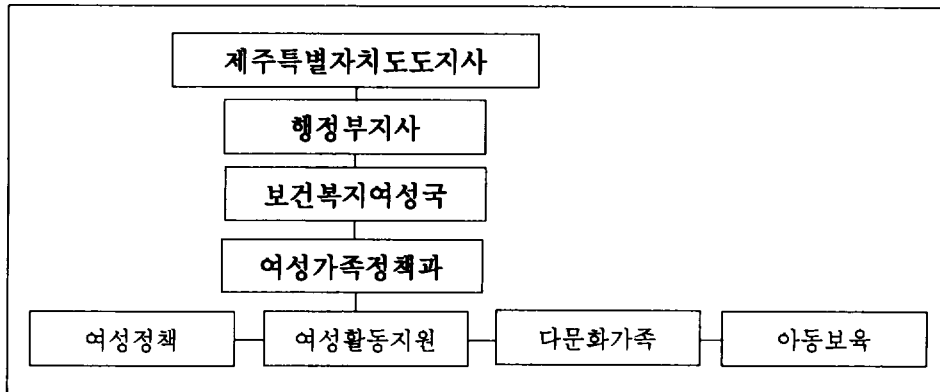 제주특별자치도도지사
행정부지사
보건복지여성국
여성가족정책과
여성정책 여성활동지원 다문화가족 아동보육